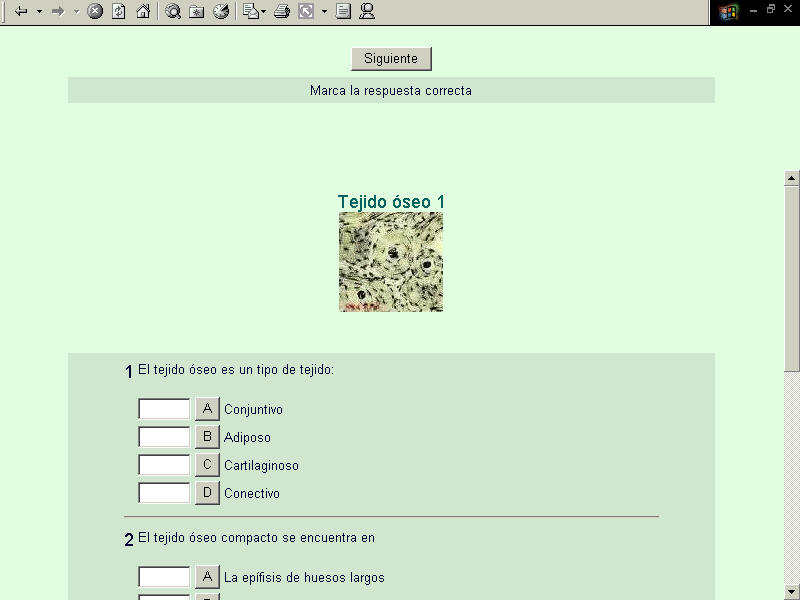 Siguiente
Marca la respuesta correcta
Tejido óseo 1
1 El tejido óseo es un tipo de tejido:
A Conjuntivo
B Adiposo
C Cartilaginoso
D Conectivo
2 El tejido óseo compacto se encuentra en
A La epífisis de huesos largos